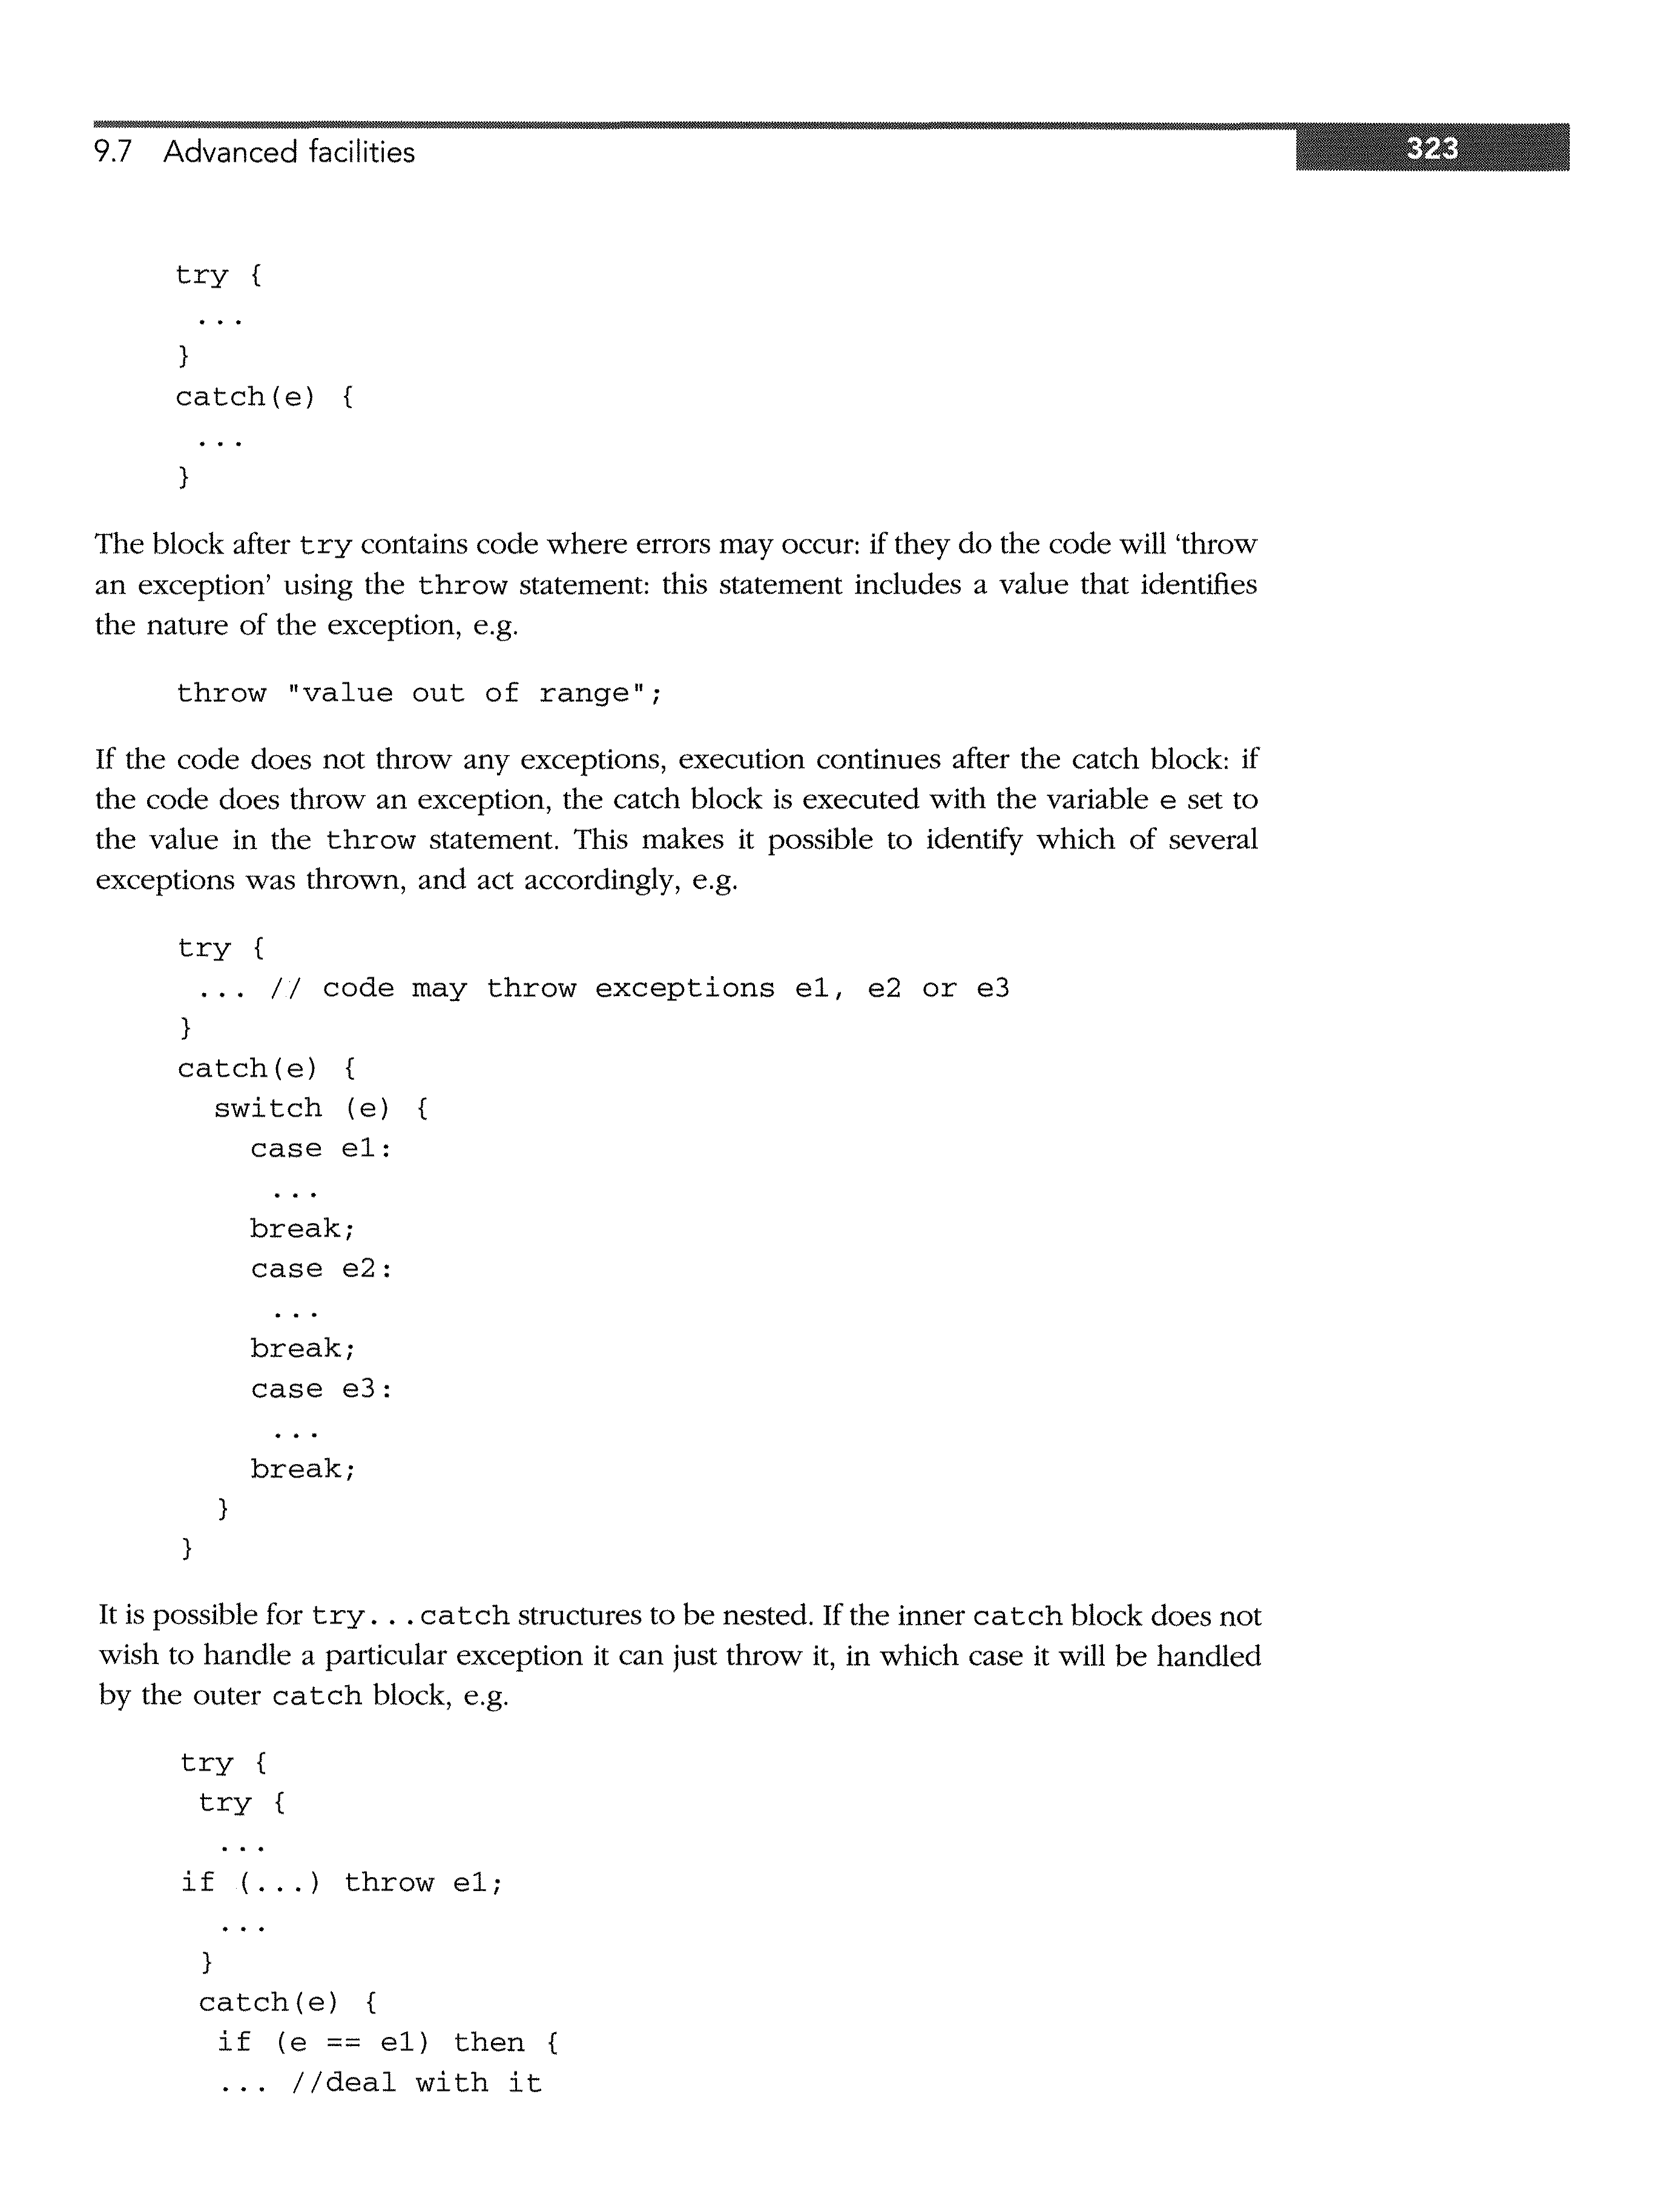 9.7 Advanced facilities
323
try {
...
}
catch(e) {
...
}
The block after try contains code where errors may occur: if they do the code will ‘throw
an exception’ using the throw statement: this statement includes a value that identifies
the nature of the exception, e.g.
throw "value out of range";
If the code does not throw any exceptions, execution continues after the catch block: if
the code does throw an exception, the catch block is executed with the variable e set to
the value in the throw statement. This makes it possible to identify which of several
exceptions was thrown, and act accordingly, e.g.
try {
... // code may throw exceptions e1, e2 or e3
}
catch(e) {
switch (e) {
case e1:
...
break;
case e2:
...
break;
case e3:
...
break;
}
}
It is possible for try...catch structures to be nested. If the inner catch block does not
wish to handle a particular exception it can just throw it, in which case it will be handled
by the outer catch block, e.g.
try {
try {
...
if (...) throw e1;
...
}
catch(e) {
if (e == e1) then {
... //deal with it